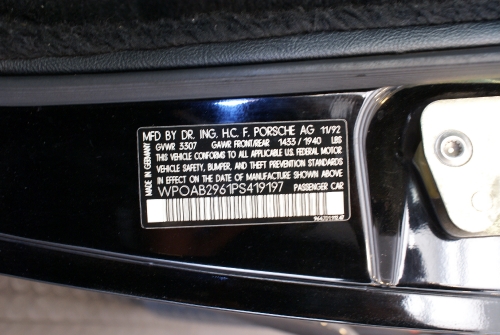 MADE IN GERMANY
MFD BY DR. ING. H.C. F. PORSCHE AG 11/92
GVWR 3307 GAWR FRONT/REAR 1433 / 1940 LBS
THIS VEHICLE CONFORMS TO ALL APPLICABLE U.S. FEDERAL MOTOR
VEHICLE SAFETY, BUMPER, AND THEFT PREVENTION STANDARDS
IN EFFECT ON THE DATE OF MANUFACTURE SHOWN ABOVE
WPOAB2961PS419197 PASSENGER CAR